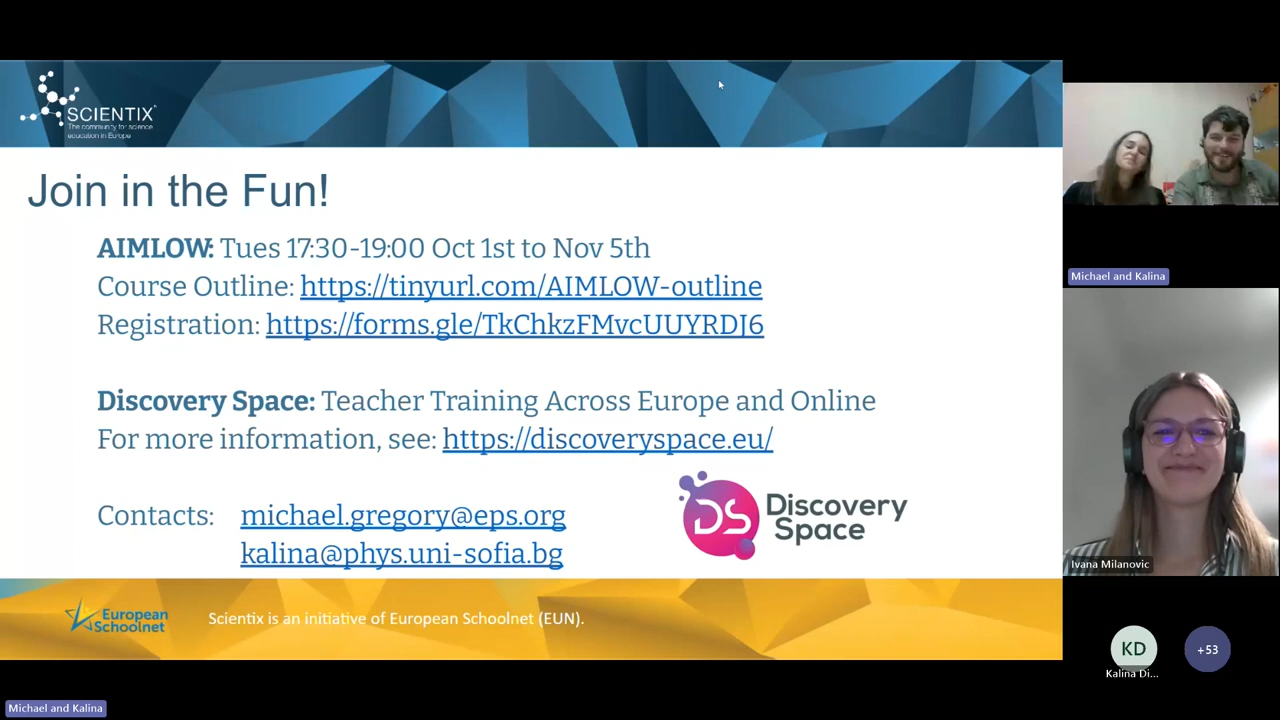 SCIENTIX
The community for science
education in Europe
Join in the Fun!
AIMLOW: Tues 17:30-19:00 Oct 1st to Nov 5th
Course Outline: https://tinyurl.com/AIMLOW-outline
Registration: https://forms.gle/TkChkzFMvcUUYRDJ6
Discovery Space: Teacher Training Across Europe and Online
For more information, see: https://discoveryspace.eu/
Contacts: michael.gregory@eps.org
kalina@phys.uni-sofia.bg
DS Discovery
Space
European
Schoolnet
Scientix is an initiative of European Schoolnet (EUN).
Michael and Kalina
Michael and Kalina
Ivana Milanovic
KD
Kalina Di...
+53